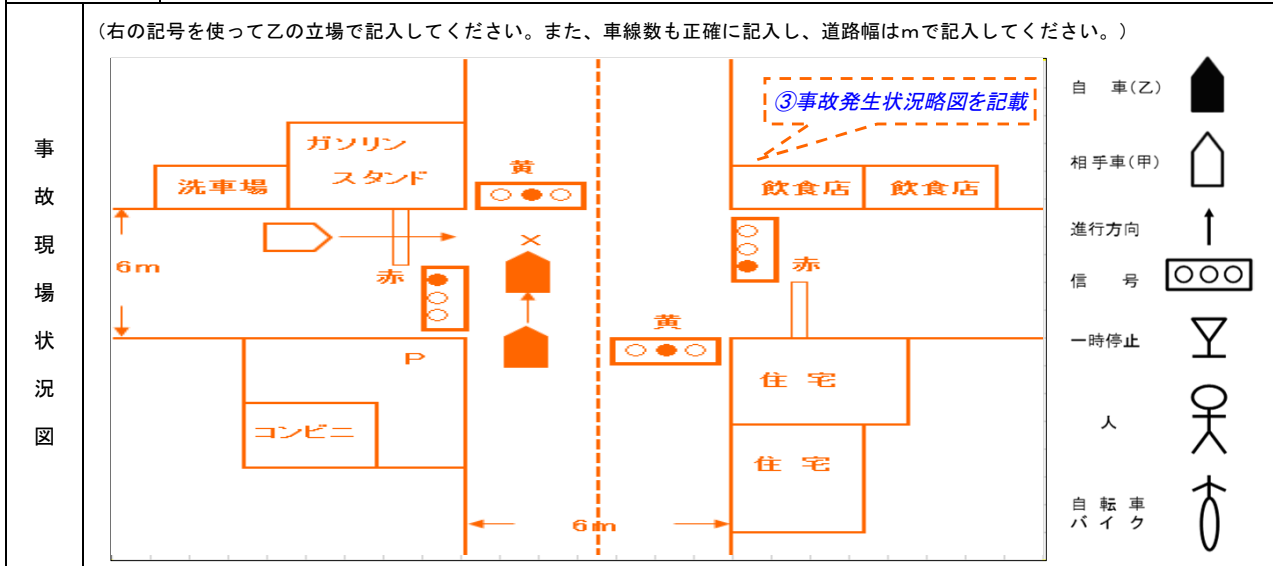 (右の記号を使って乙の立場で記入してください。また、車線数も正確に記入し、道路幅はmで記入してください。)
事故現場状況図
③事故発生状況略図を記載
ガソリン
スタンド
洗車場
黄
飲食店
飲食店
6m
赤
赤
黄
P
コンビニ
住宅
住宅
6m
自 車(乙)
相手車(甲)
進行方向
信 号
一時停止
人
自転車
バイク